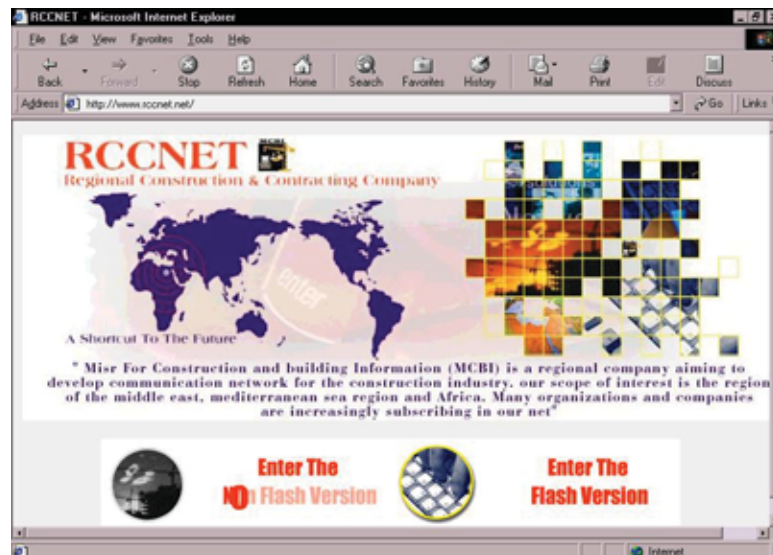 RCCNET - Microsoft Internet Explorer
File Edit View Favorites Tools Help
Back Forward Stop Refresh Home Search Favorites History Mail Print Edit Discuss
Address http://www.rccnet.net/ Go Links
RCCNET MCBI
Regional Construction & Contracting Company
solutions
enter
A Shortcut To The Future
" Misr For Construction and building Information (MCBI) is a regional company aiming to
develop communication network for the construction industry. our scope of interest is the region
of the middle east, mediterranean sea region and Africa. Many organizations and companies
are increasingly subscribing in our net"
Enter The
Non Flash Version
Enter The
Flash Version
Internet